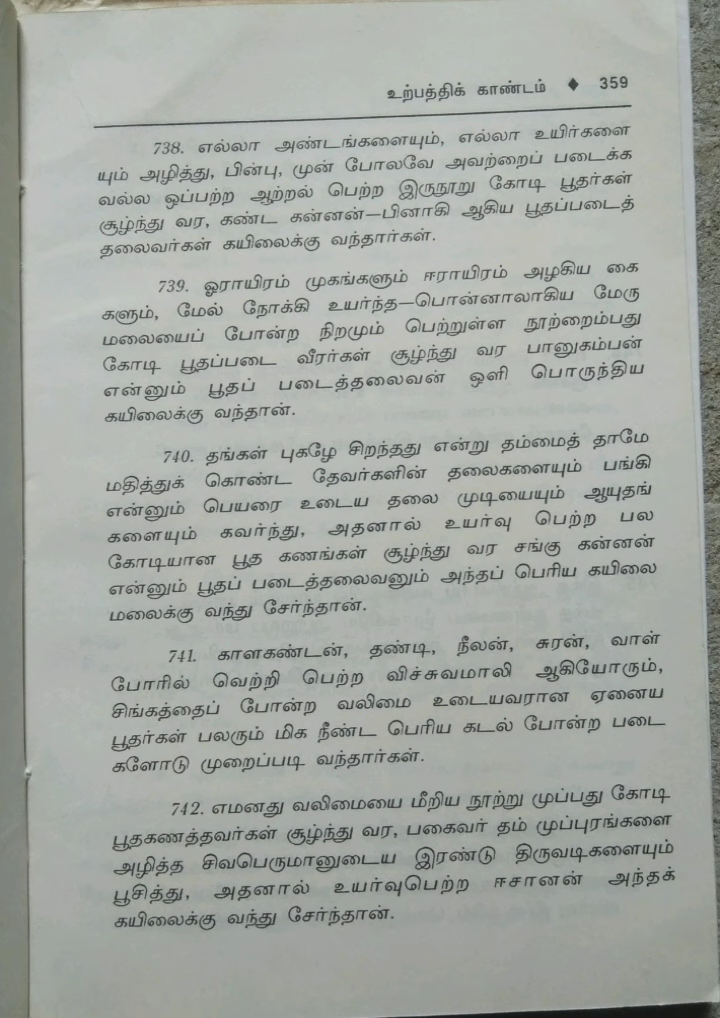 உற்பத்திக் காண்டம் ♦ 359
738. எல்லா அண்டங்களையும், எல்லா உயிர்களை
யும் அழித்து, பின்பு, முன் போலவே அவற்றைப் படைக்க
வல்ல ஒப்பற்ற ஆற்றல் பெற்ற இருநூறு கோடி பூதர்கள்
சூழ்ந்து வர, கண்ட கன்னன்—பினாகி ஆகிய பூதப்படைத்
தலைவர்கள் கயிலைக்கு வந்தார்கள்.
739. ஓராயிரம் முகங்களும் ஈராயிரம் அழகிய கை
களும், மேல் நோக்கி உயர்ந்த—பொன்னாலாகிய மேரு
மலையைப் போன்ற நிறமும் பெற்றுள்ள நூற்றைம்பது
கோடி பூதப்படை வீரர்கள் சூழ்ந்து வர பானுகம்பன்
என்னும் பூதப் படைத்தலைவன் ஒளி பொருந்திய
கயிலைக்கு வந்தான்.
740. தங்கள் புகழே சிறந்தது என்று தம்மைத் தாமே
மதித்துக் கொண்ட தேவர்களின் தலைகளையும் பங்கி
என்னும் பெயரை உடைய தலை முடியையும் ஆயுதங்
களையும் கவர்ந்து, அதனால் உயர்வு பெற்ற பல
கோடியான பூத கணங்கள் சூழ்ந்து வர சங்கு கன்னன்
என்னும் பூதப் படைத்தலைவனும் அந்தப் பெரிய கயிலை
மலைக்கு வந்து சேர்ந்தான்.
741. காளகண்டன், தண்டி, நீலன், சுரன், வாள்
போரில் வெற்றி பெற்ற விச்சுவமாலி ஆகியோரும்,
சிங்கத்தைப் போன்ற வலிமை உடையவரான ஏனைய
பூதர்கள் பலரும் மிக நீண்ட பெரிய கடல் போன்ற படை
களோடு முறைப்படி வந்தார்கள்.
742. எமனது வலிமையை மீறிய நூற்று முப்பது கோடி
பூதகணத்தவர்கள் சூழ்ந்து வர, பகைவர் தம் முப்புரங்களை
அழித்த சிவபெருமானுடைய இரண்டு திருவடிகளையும்
பூசித்து, அதனால் உயர்வுபெற்ற ஈசானன் அந்தக்
கயிலைக்கு வந்து சேர்ந்தான்.